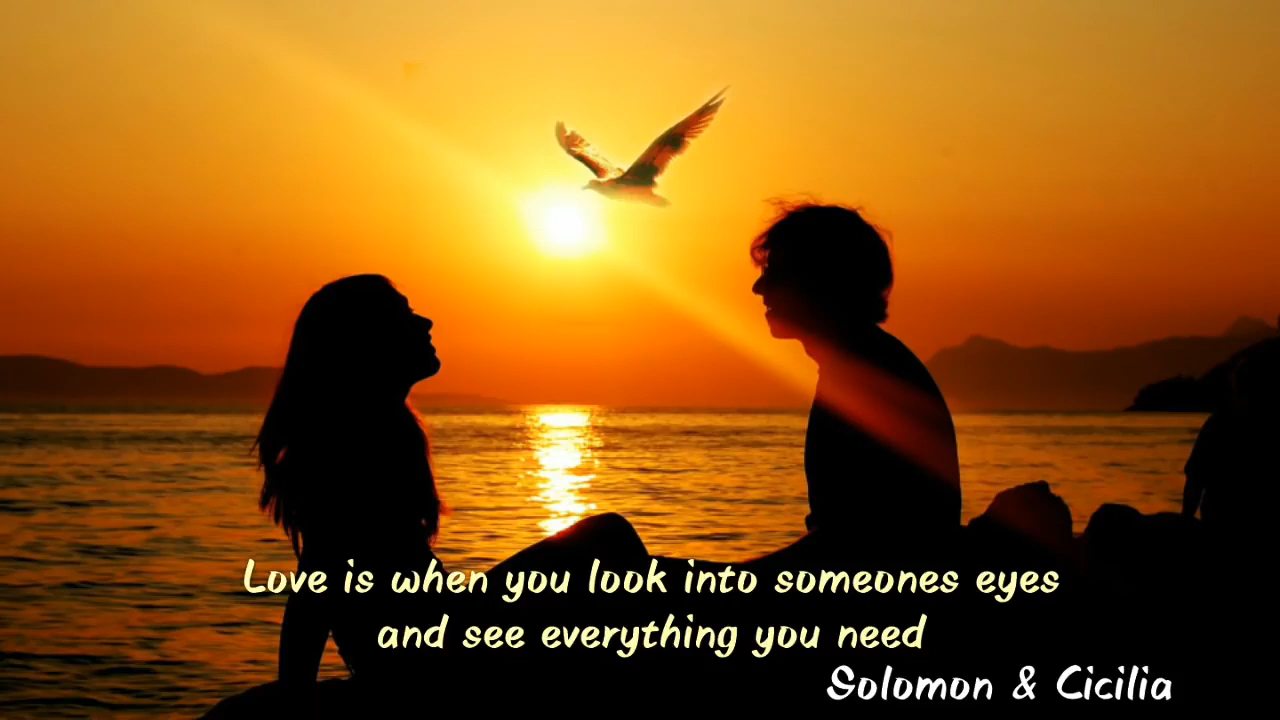 Love is when you look into someones eyes
and see everything you need
Solomon & Cicilia